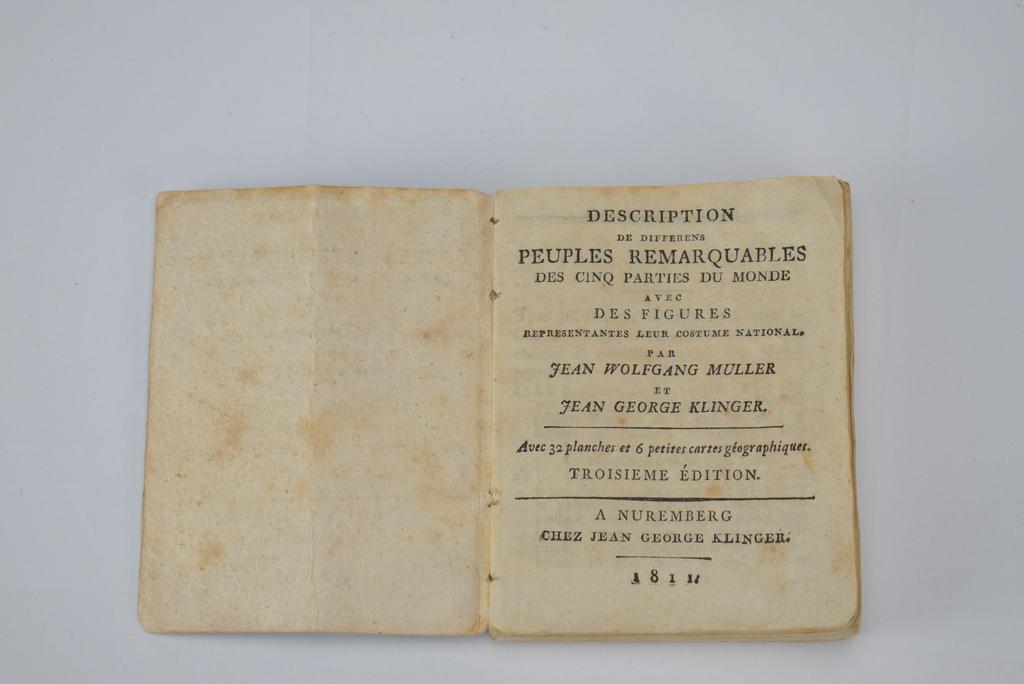 DESCRIPTION
DE DIFFERENS
PEUPLES REMARQUABLES
DES CINQ PARTIES DU MONDE
AVEC
DES FIGURES
REPRESENTANTES LEUR COSTUME NATIONAL.
PAR
JEAN WOLFGANG MULLER
ET
JEAN GEORGE KLINGER.
Avec 32 planches et 6 petites cartes géographiques.
TROISIEME ÉDITION.
A NUREMBERG
CHEZ JEAN GEORGE KLINGER.
1811.